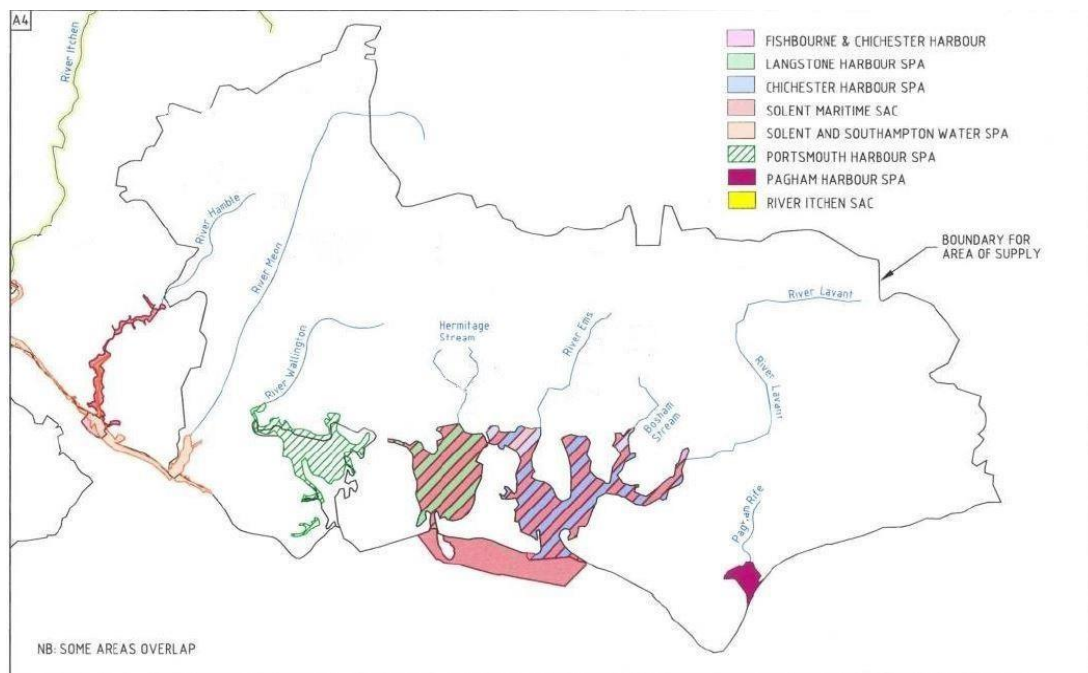 A4
River Itchen
FISHBOURNE & CHICHESTER HARBOUR
LANGSTONE HARBOUR SPA
CHICHESTER HARBOUR SPA
SOLENT MARITIME SAC
SOLENT AND SOUTHAMPTON WATER SPA
PORTSMOUTH HARBOUR SPA
PAGHAM HARBOUR SPA
RIVER ITCHEN SAC
BOUNDARY FOR
AREA OF SUPPLY
River Hamble
River Meon
River Wallington
Hermitage
Stream
River Ems
Bosham
Stream
River Lavant
River Lavant
Pagham Rife
NB: SOME AREAS OVERLAP